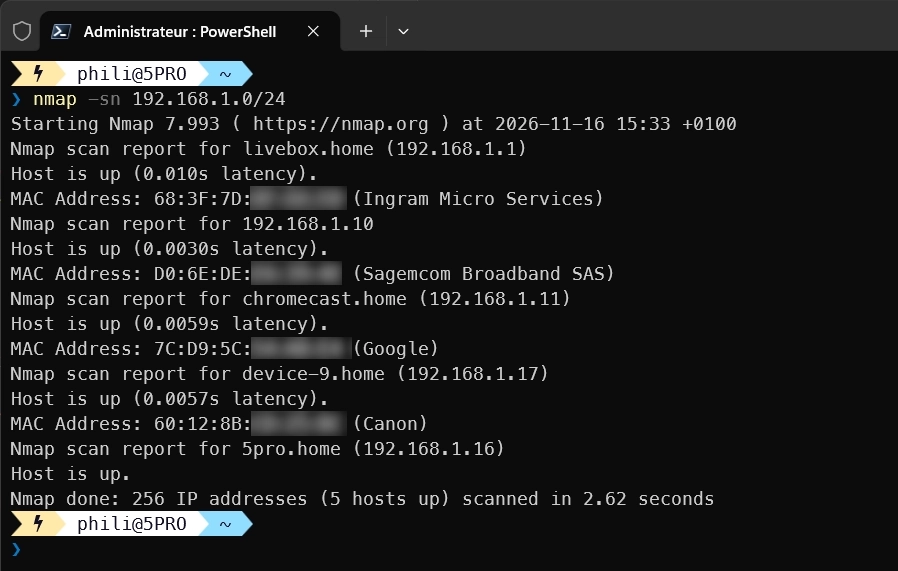 Administrateur : PowerShell
phili@5PRO ~
❯ nmap -sn 192.168.1.0/24
Starting Nmap 7.993 ( https://nmap.org ) at 2026-11-16 15:33 +0100
Nmap scan report for livebox.home (192.168.1.1)
Host is up (0.010s latency).
MAC Address: 68:3F:7D: (Ingram Micro Services)
Nmap scan report for 192.168.1.10
Host is up (0.0030s latency).
MAC Address: D0:6E:DE: (Sagemcom Broadband SAS)
Nmap scan report for chromecast.home (192.168.1.11)
Host is up (0.0059s latency).
MAC Address: 7C:D9:5C: (Google)
Nmap scan report for device-9.home (192.168.1.17)
Host is up (0.0057s latency).
MAC Address: 60:12:8B: (Canon)
Nmap scan report for 5pro.home (192.168.1.16)
Host is up.
Nmap done: 256 IP addresses (5 hosts up) scanned in 2.62 seconds
phili@5PRO ~
❯